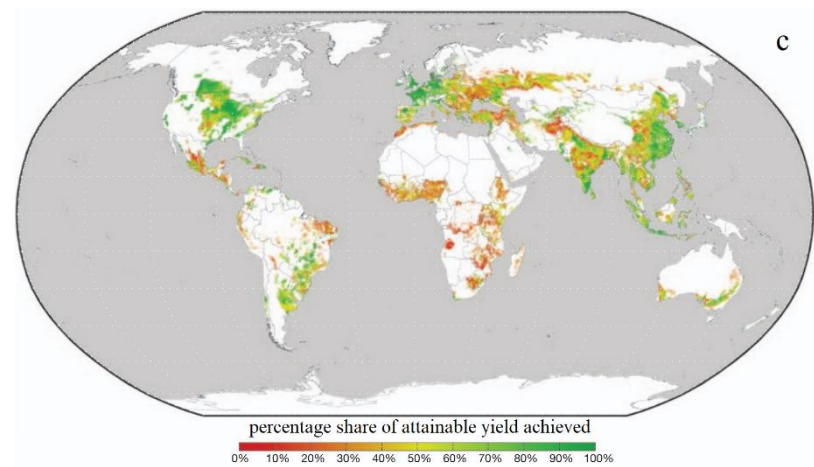 c
percentage share of attainable yield achieved
0% 10% 20% 30% 40% 50% 60% 70% 80% 90% 100%